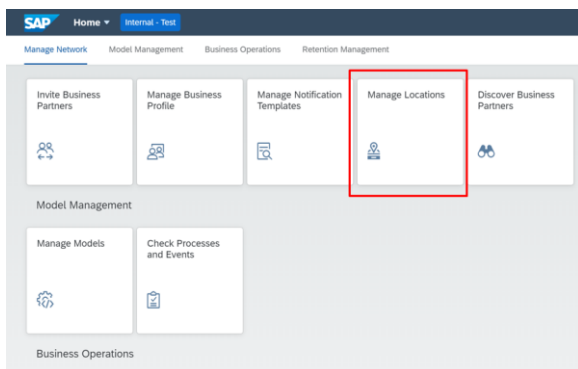 SAP Home Internal - Test
Manage Network Model Management Business Operations Retention Management
Invite Business
Partners
Manage Business
Profile
Manage Notification
Templates
Manage Locations
Discover Business
Partners
Model Management
Manage Models
Check Processes
and Events
Business Operations